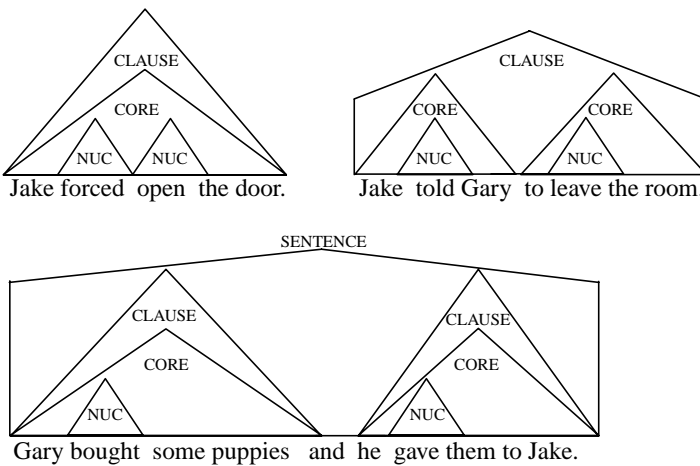 CLAUSE
CORE
NUC NUC
Jake forced open the door.
CLAUSE
CORE CORE
NUC NUC
Jake told Gary to leave the room
SENTENCE
CLAUSE CLAUSE
CORE CORE
NUC NUC
Gary bought some puppies and he gave them to Jake.